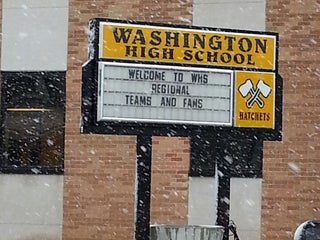 WASHINGTON
HIGH SCHOOL
WELCOME TO WHS
REGIONAL
TEAMS AND FANS
HATCHETS